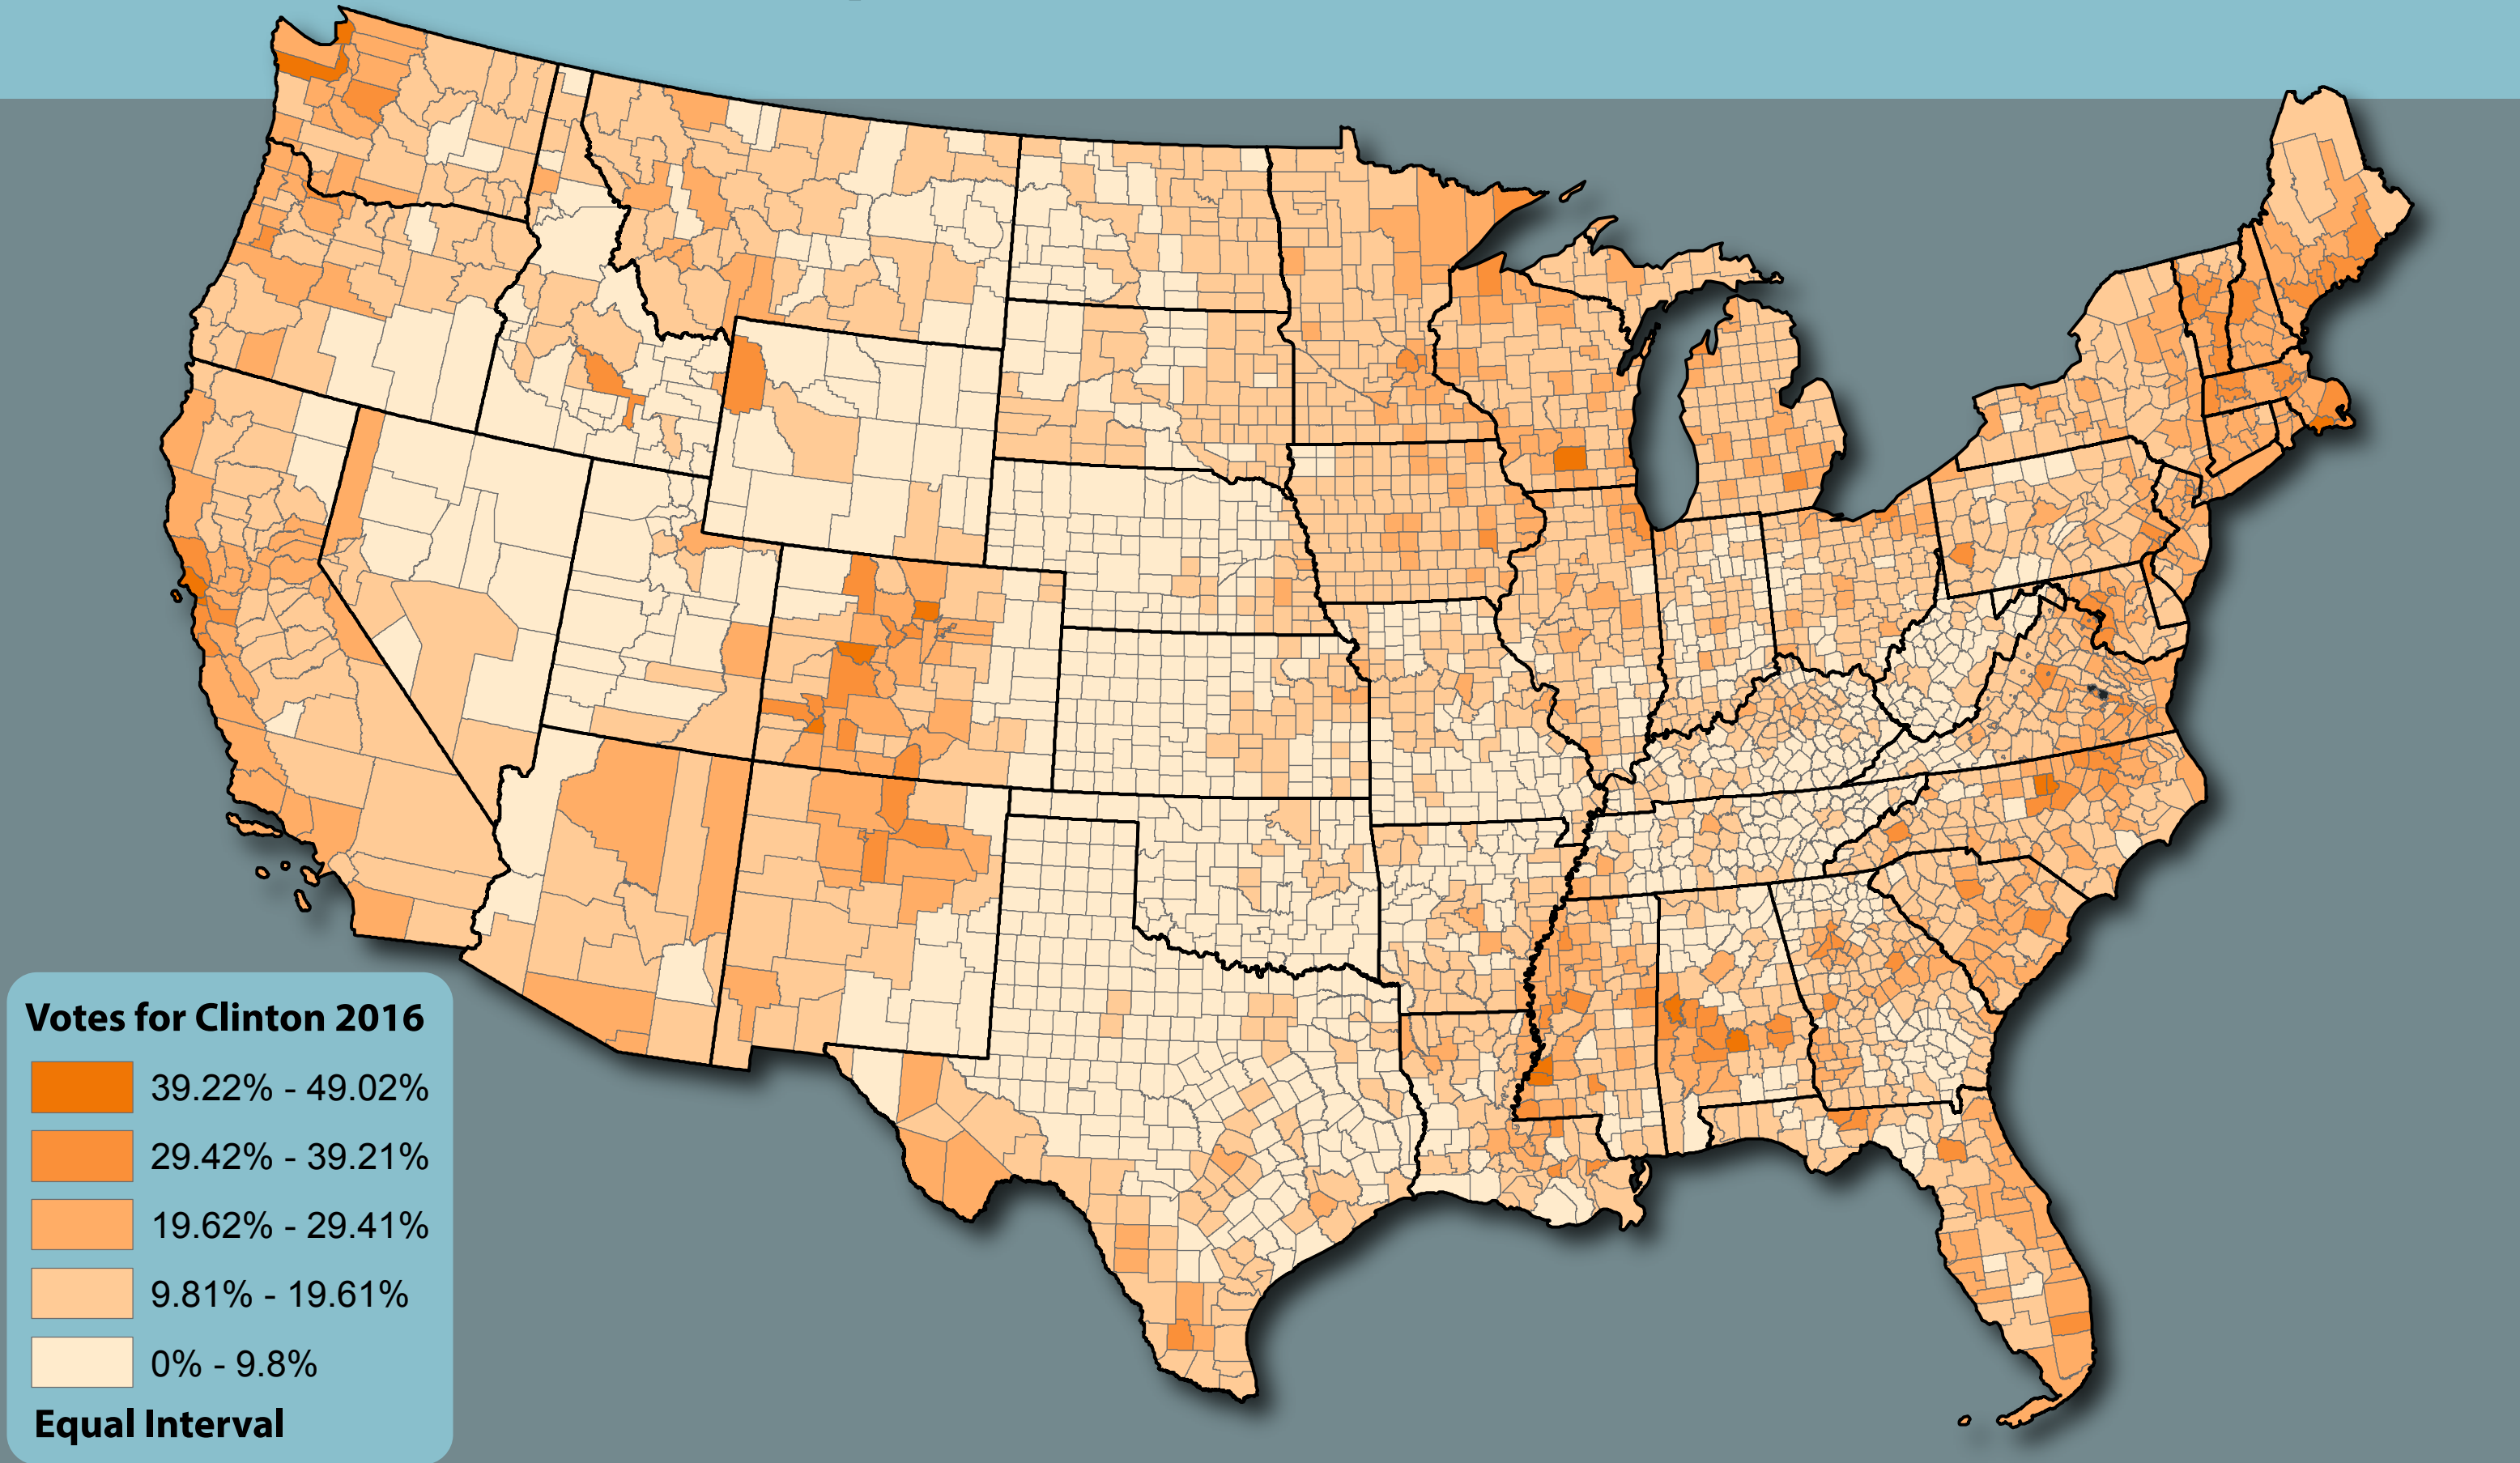 Votes for Clinton 2016
39.22% - 49.02%
29.42% - 39.21%
19.62% - 29.41%
9.81% - 19.61%
0% - 9.8%
Equal Interval